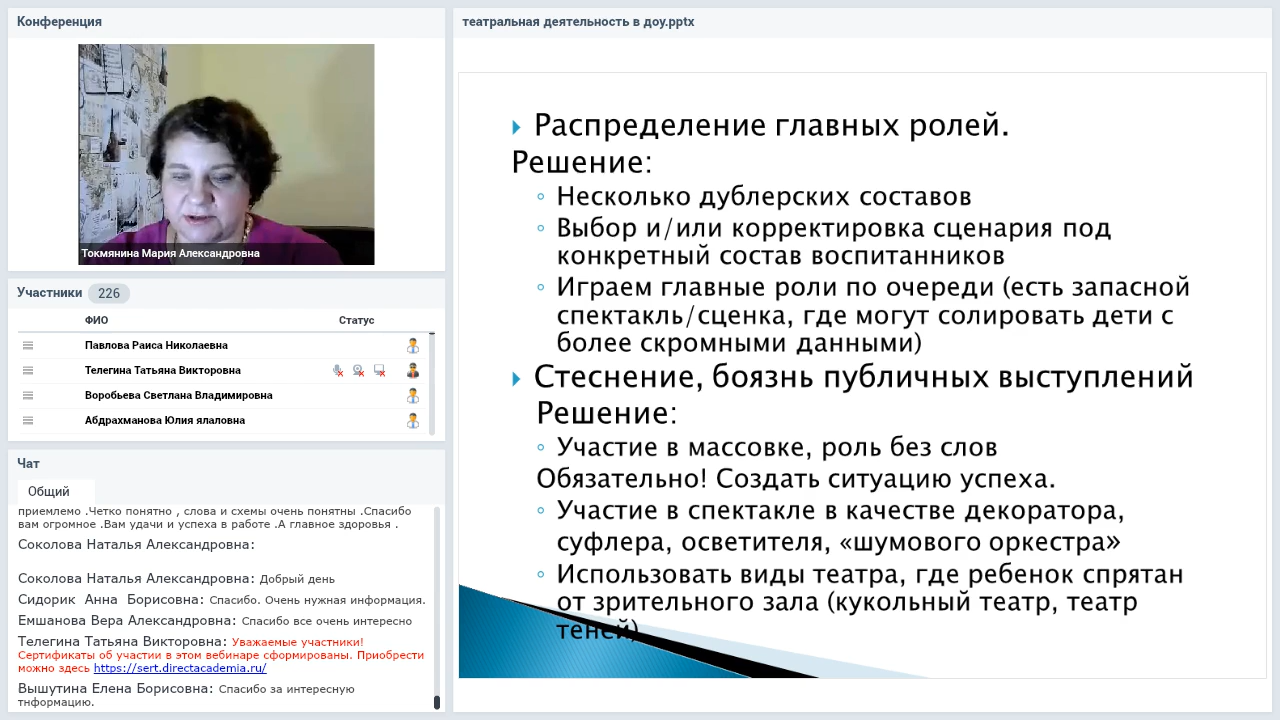 Конференция
Токмянина Мария Александровна
Участники 226
ФИО Статус
Павлова Раиса Николаевна
Телегина Татьяна Викторовна
Воробьева Светлана Владимировна
Абдрахманова Юлия ялаловна
Чат
Общий
приемлемо .Четко понятно , слова и схемы очень понятны .Спасибо
вам огромное .Вам удачи и успеха в работе .А главное здоровья .
Соколова Наталья Александровна:
Соколова Наталья Александровна: Добрый день
Сидорик Анна Борисовна: Спасибо. Очень нужная информация.
Емшанова Вера Александровна: Спасибо все очень интересно
Телегина Татьяна Викторовна: Уважаемые участники!
Сертификаты об участии в этом вебинаре сформированы. Приобрести
можно здесь https://sert.directacademia.ru/
Вышутина Елена Борисовна: Спасибо за интересную
тнформацию.
театральная деятельность в доу.pptx
Распределение главных ролей.
Решение:
Несколько дублерских составов
Выбор и/или корректировка сценария под
конкретный состав воспитанников
Играем главные роли по очереди (есть запасной
спектакль/сценка, где могут солировать дети с
более скромными данными)
Стеснение, боязнь публичных выступлений
Решение:
Участие в массовке, роль без слов
Обязательно! Создать ситуацию успеха.
Участие в спектакле в качестве декоратора,
суфлера, осветителя, «шумового оркестра»
Использовать виды театра, где ребенок спрятан
от зрительного зала (кукольный театр, театр
теней)